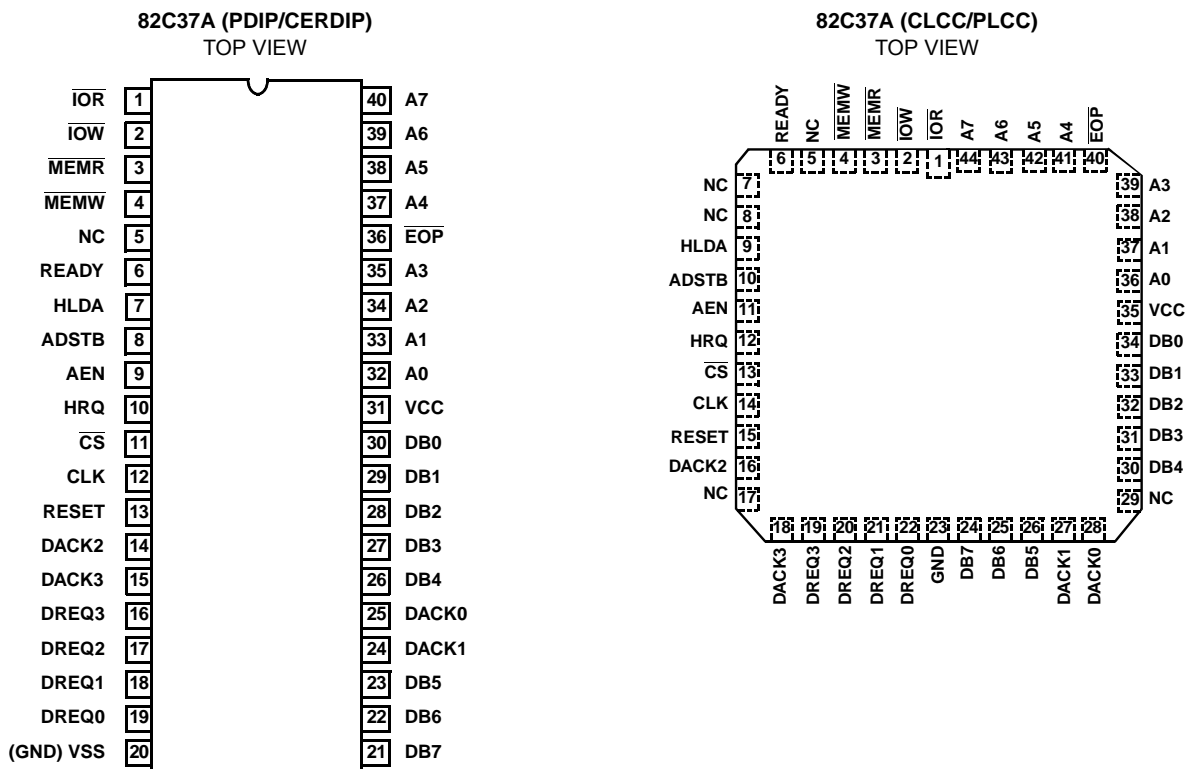 82C37A (PDIP/CERDIP)
TOP VIEW
IOR 1
IOW 2
MEMR 3
MEMW 4
NC 5
READY 6
HLDA 7
ADSTB 8
AEN 9
HRQ 10
CS 11
CLK 12
RESET 13
DACK2 14
DACK3 15
DREQ3 16
DREQ2 17
DREQ1 18
DREQ0 19
(GND) VSS 20
40 A7
39 A6
38 A5
37 A4
36 EOP
35 A3
34 A2
33 A1
32 A0
31 VCC
30 DB0
29 DB1
28 DB2
27 DB3
26 DB4
25 DACK0
24 DACK1
23 DB5
22 DB6
21 DB7
82C37A (CLCC/PLCC)
TOP VIEW
READY NC MEMW MEMR IOW IOR A7 A6 A5 A4 EOP
6 5 4 3 2 1 44 43 42 41 40
NC 7
NC 8
HLDA 9
ADSTB 10
AEN 11
HRQ 12
CS 13
CLK 14
RESET 15
DACK2 16
NC 17
39 A3
38 A2
37 A1
36 A0
35 VCC
34 DB0
33 DB1
32 DB2
31 DB3
30 DB4
29 NC
18 19 20 21 22 23 24 25 26 27 28
DACK3 DREQ3 DREQ2 DREQ1 DREQ0 GND DB7 DB6 DB5 DACK1 DACK0